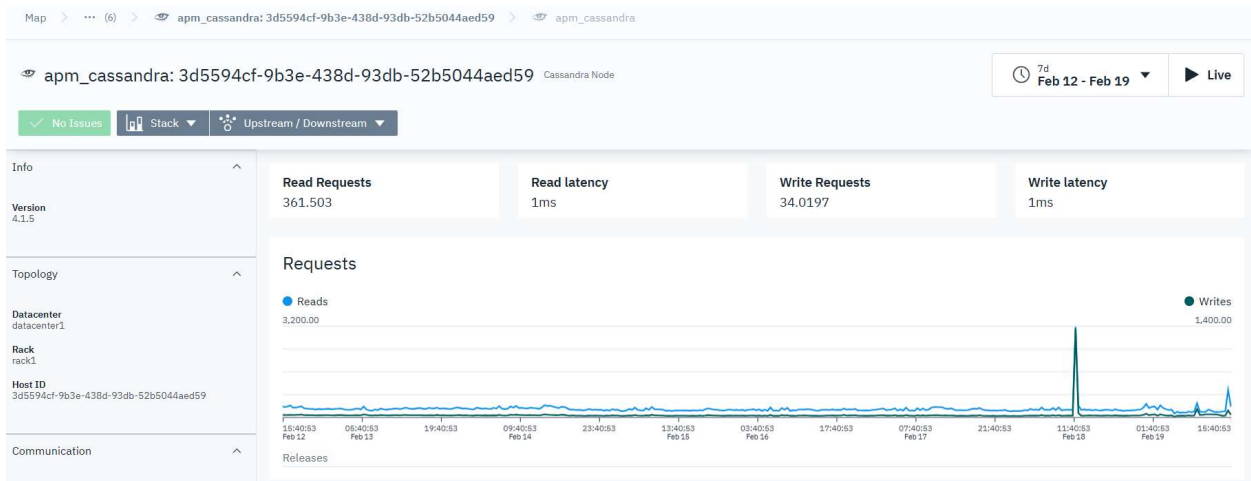 Map ··· (6) apm_cassandra: 3d5594cf-9b3e-438d-93db-52b5044aed59 apm_cassandra
apm_cassandra: 3d5594cf-9b3e-438d-93db-52b5044aed59 Cassandra Node
7d
Feb 12 - Feb 19
Live
No Issues
Stack
Upstream / Downstream
Info
Version
4.1.5
Topology
Datacenter
datacenter1
Rack
rack1
Host ID
3d5594cf-9b3e-438d-93db-52b5044aed59
Communication
Read Requests
361.503
Read latency
1ms
Write Requests
34.0197
Write latency
1ms
Requests
Reads
Writes
3,200.00
1,400.00
15:40:53 05:40:53 19:40:53 09:40:53 23:40:53 13:40:53 03:40:53 17:40:53 07:40:53 21:40:53 11:40:53 01:40:53 15:40:53
Feb 12 Feb 13 Feb 14 Feb 15 Feb 16 Feb 17 Feb 18 Feb 19
Releases